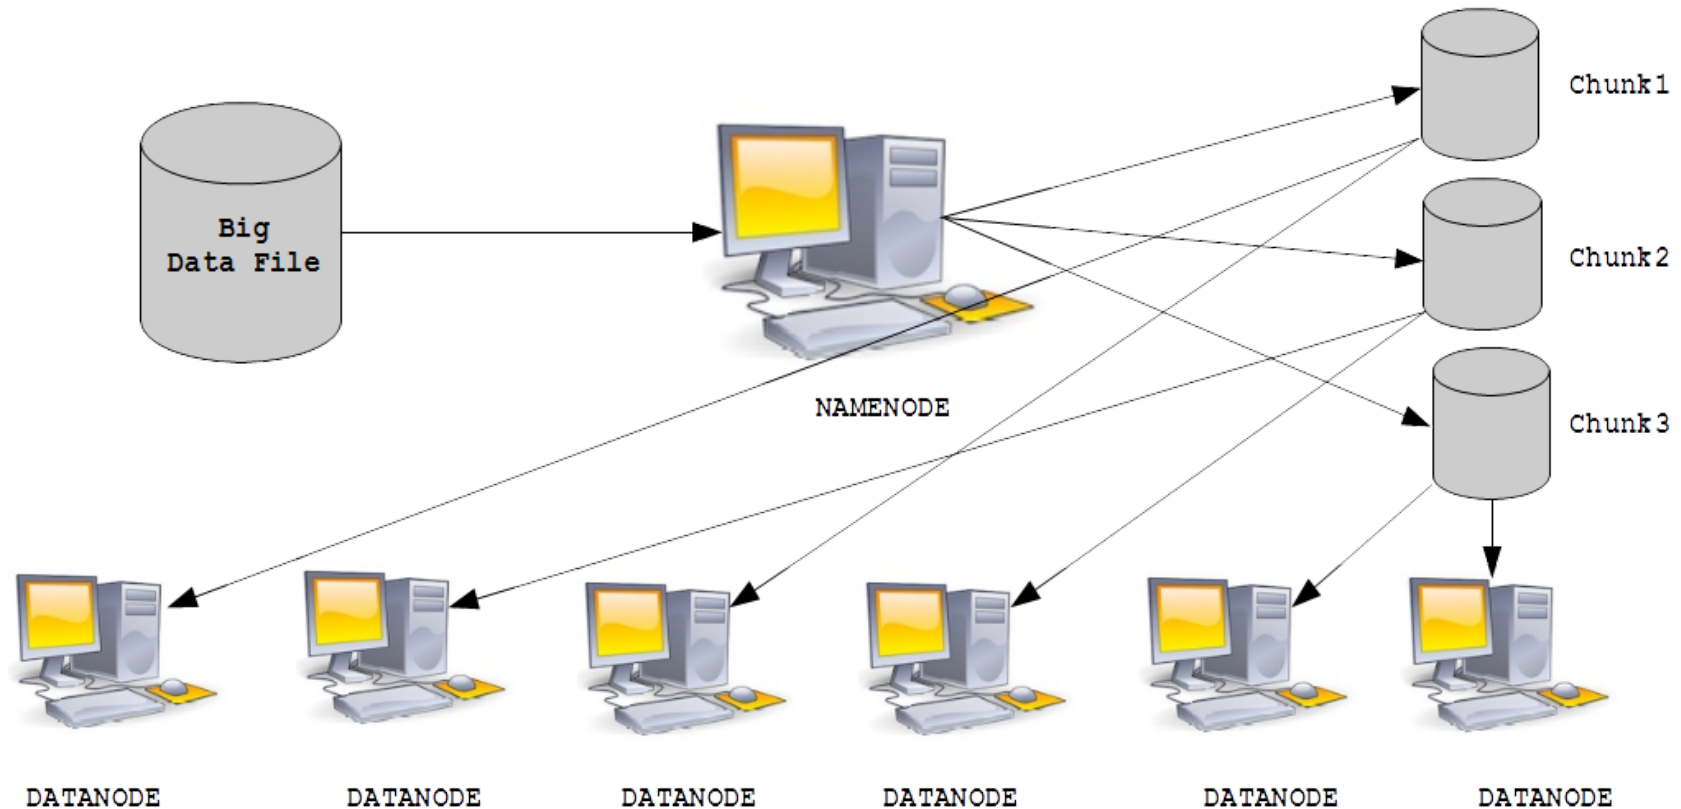 Chunk1
Big
Data File
Chunk2
NAMENODE
Chunk3
DATANODE
DATANODE
DATANODE
DATANODE
DATANODE
DATANODE